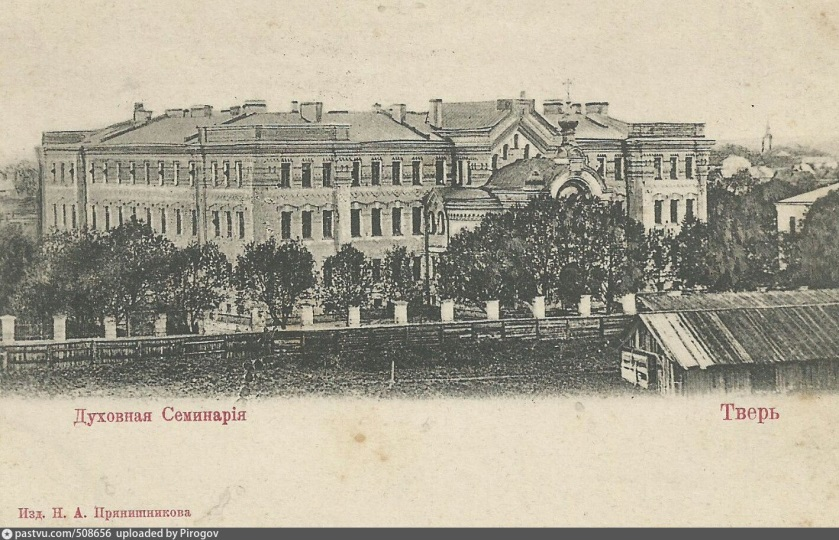 Духовная Семинарія
Тверь
Изд. Н. А. Прянишникова
pastvu.com/508656 uploaded by Pirogov